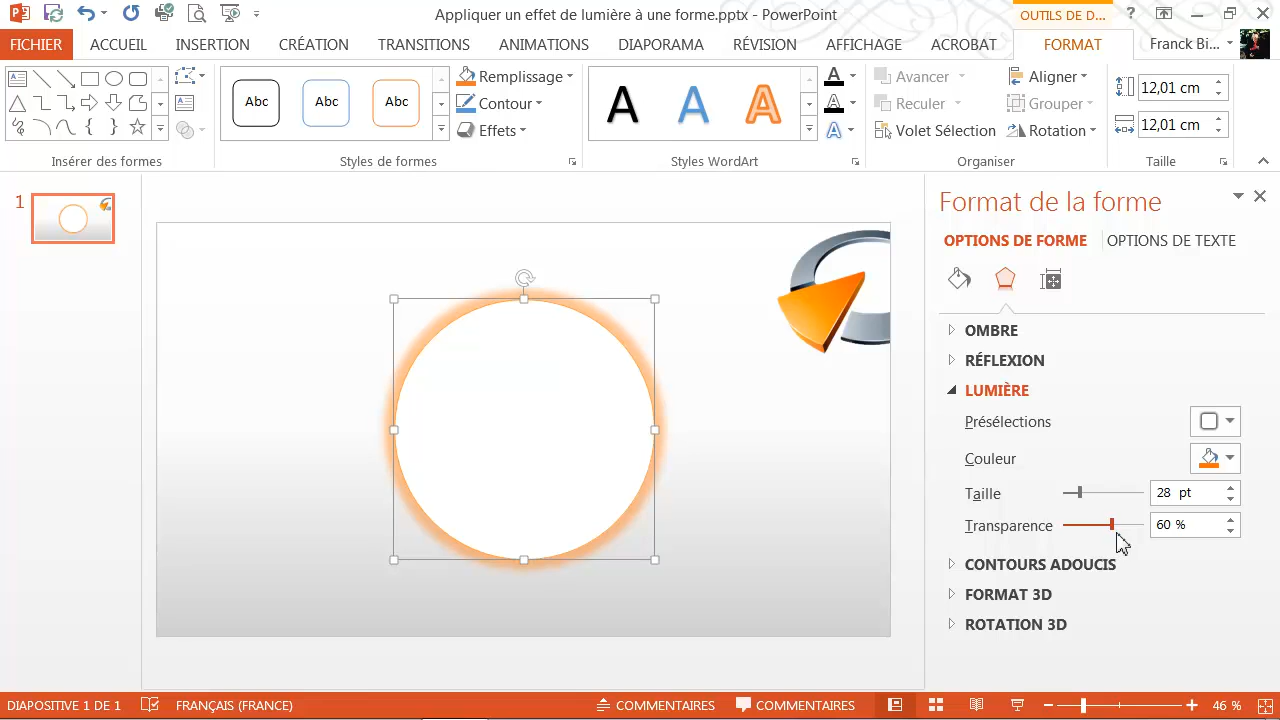 Appliquer un effet de lumière à une forme.pptx - PowerPoint
OUTILS DE D...
?
FICHIER ACCUEIL INSERTION CRÉATION TRANSITIONS ANIMATIONS DIAPORAMA RÉVISION AFFICHAGE ACROBAT FORMAT Franck Bi...
Abc Abc Abc
Remplissage
Contour
Effets
A A A
A
A
A
Avancer
Reculer
Volet Sélection
Aligner
Grouper
Rotation
12,01 cm
12,01 cm
Insérer des formes Styles de formes Styles WordArt Organiser Taille
1
Format de la forme
OPTIONS DE FORME OPTIONS DE TEXTE
OMBRE
RÉFLEXION
LUMIÈRE
Présélections
Couleur
Taille 28 pt
Transparence 60 %
CONTOURS ADOUCIS
FORMAT 3D
ROTATION 3D
DIAPOSITIVE 1 DE 1 FRANÇAIS (FRANCE) COMMENTAIRES COMMENTAIRES 46 %